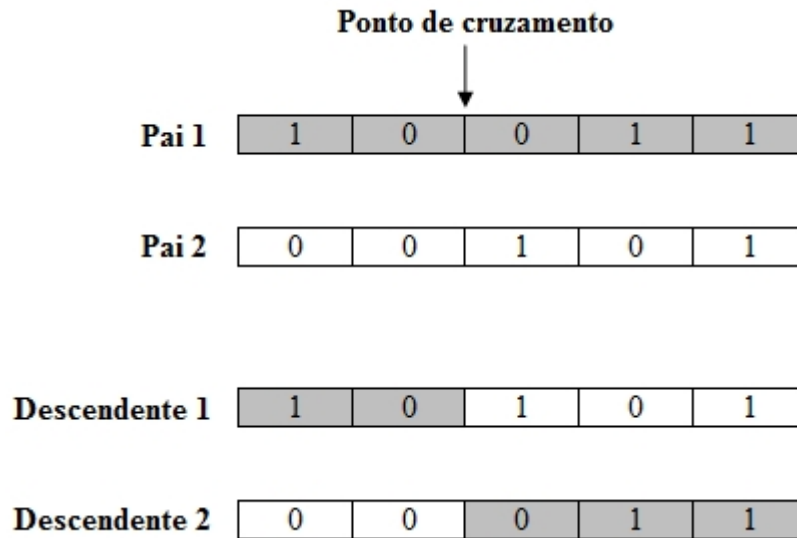 Ponto de cruzamento
Pai 1 1 0 0 1 1
Pai 2 0 0 1 0 1
Descendente 1 1 0 1 0 1
Descendente 2 0 0 0 1 1